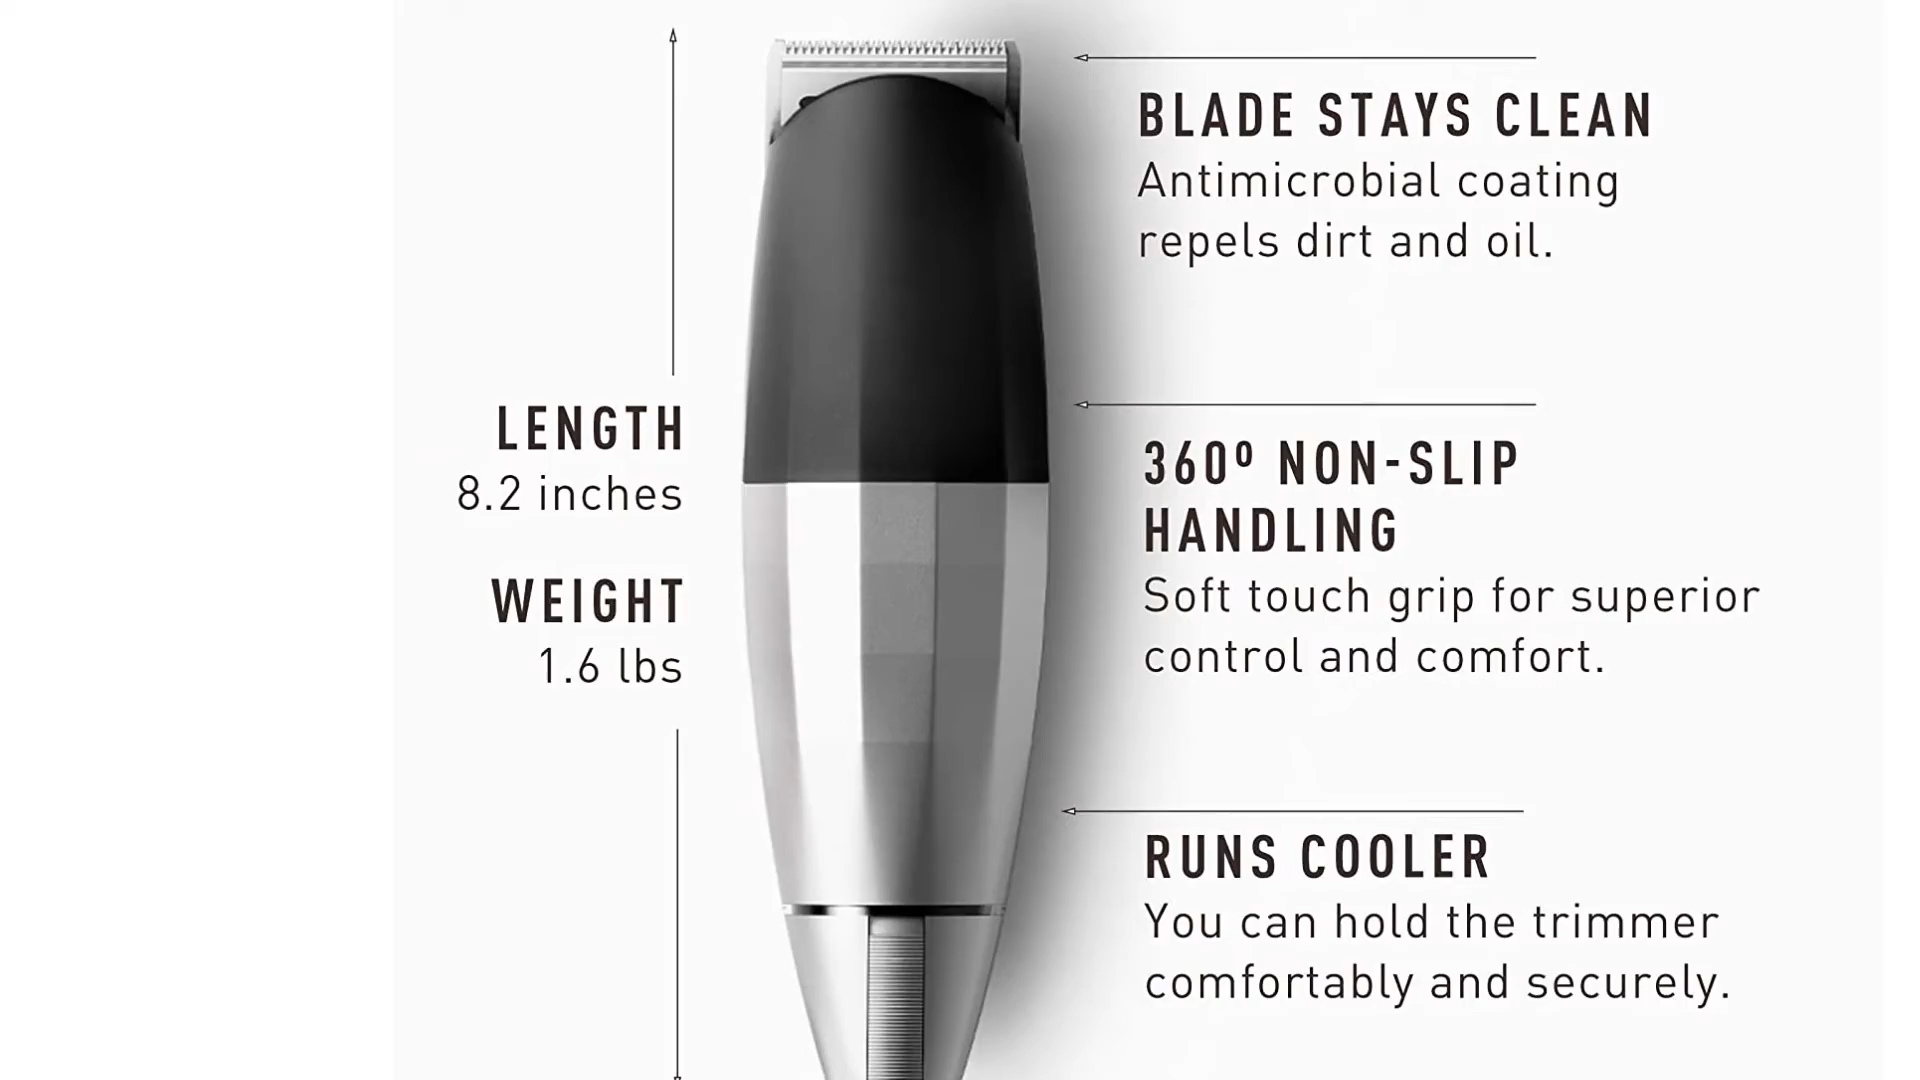 BLADE STAYS CLEAN
Antimicrobial coating
repels dirt and oil.
LENGTH
8.2 inches
WEIGHT
1.6 lbs
360º NON-SLIP
HANDLING
Soft touch grip for superior
control and comfort.
RUNS COOLER
You can hold the trimmer
comfortably and securely.